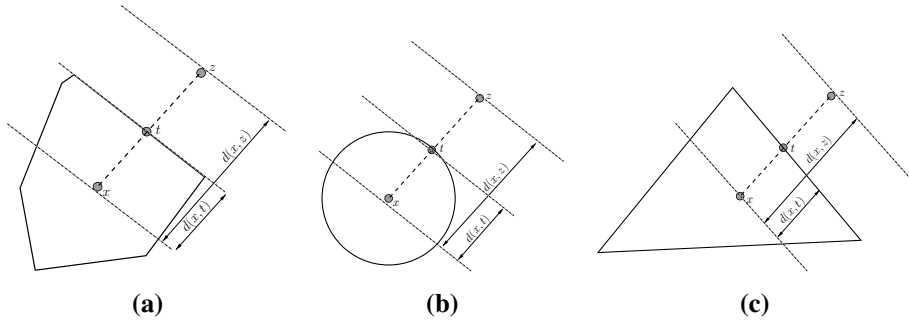 z
t
x
d(x, z)
d(x, t)
(a)
z
t
x
d(x, z)
d(x, t)
(b)
z
t
x
d(x, z)
d(x, t)
(c)